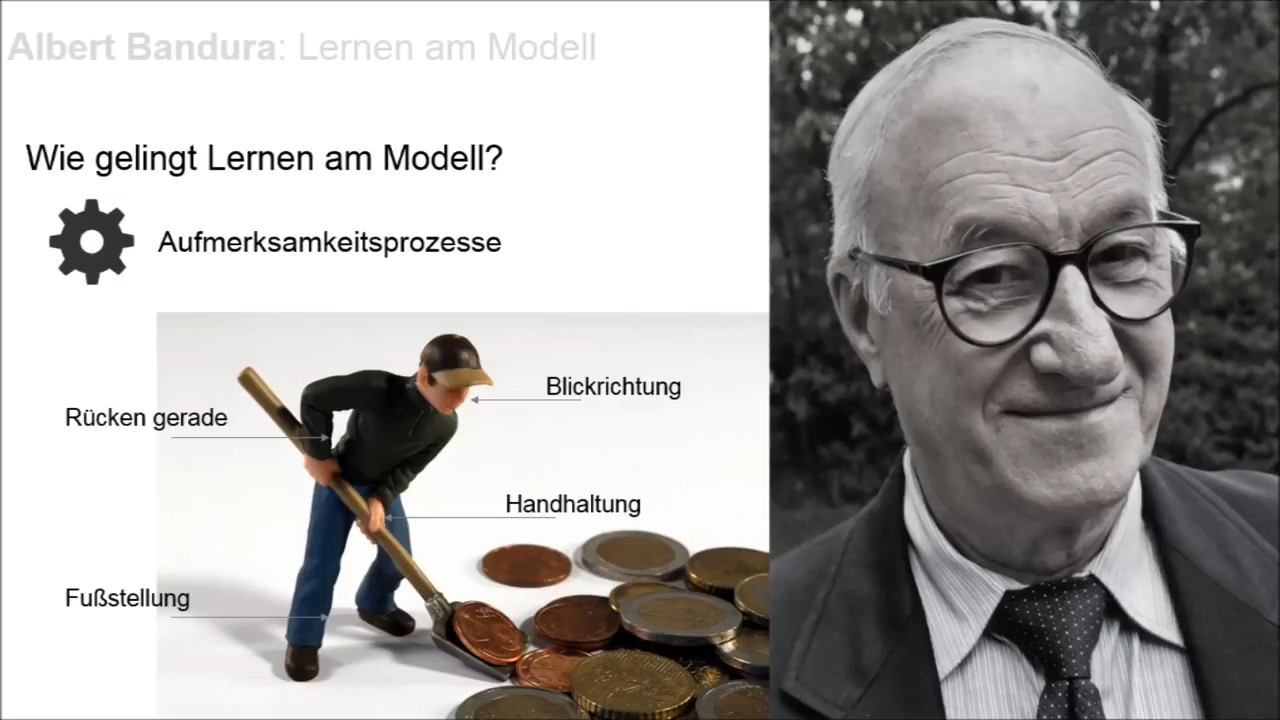 Albert Bandura: Lernen am Modell
Wie gelingt Lernen am Modell?
Aufmerksamkeitsprozesse
Blickrichtung
Rücken gerade
Handhaltung
Fußstellung